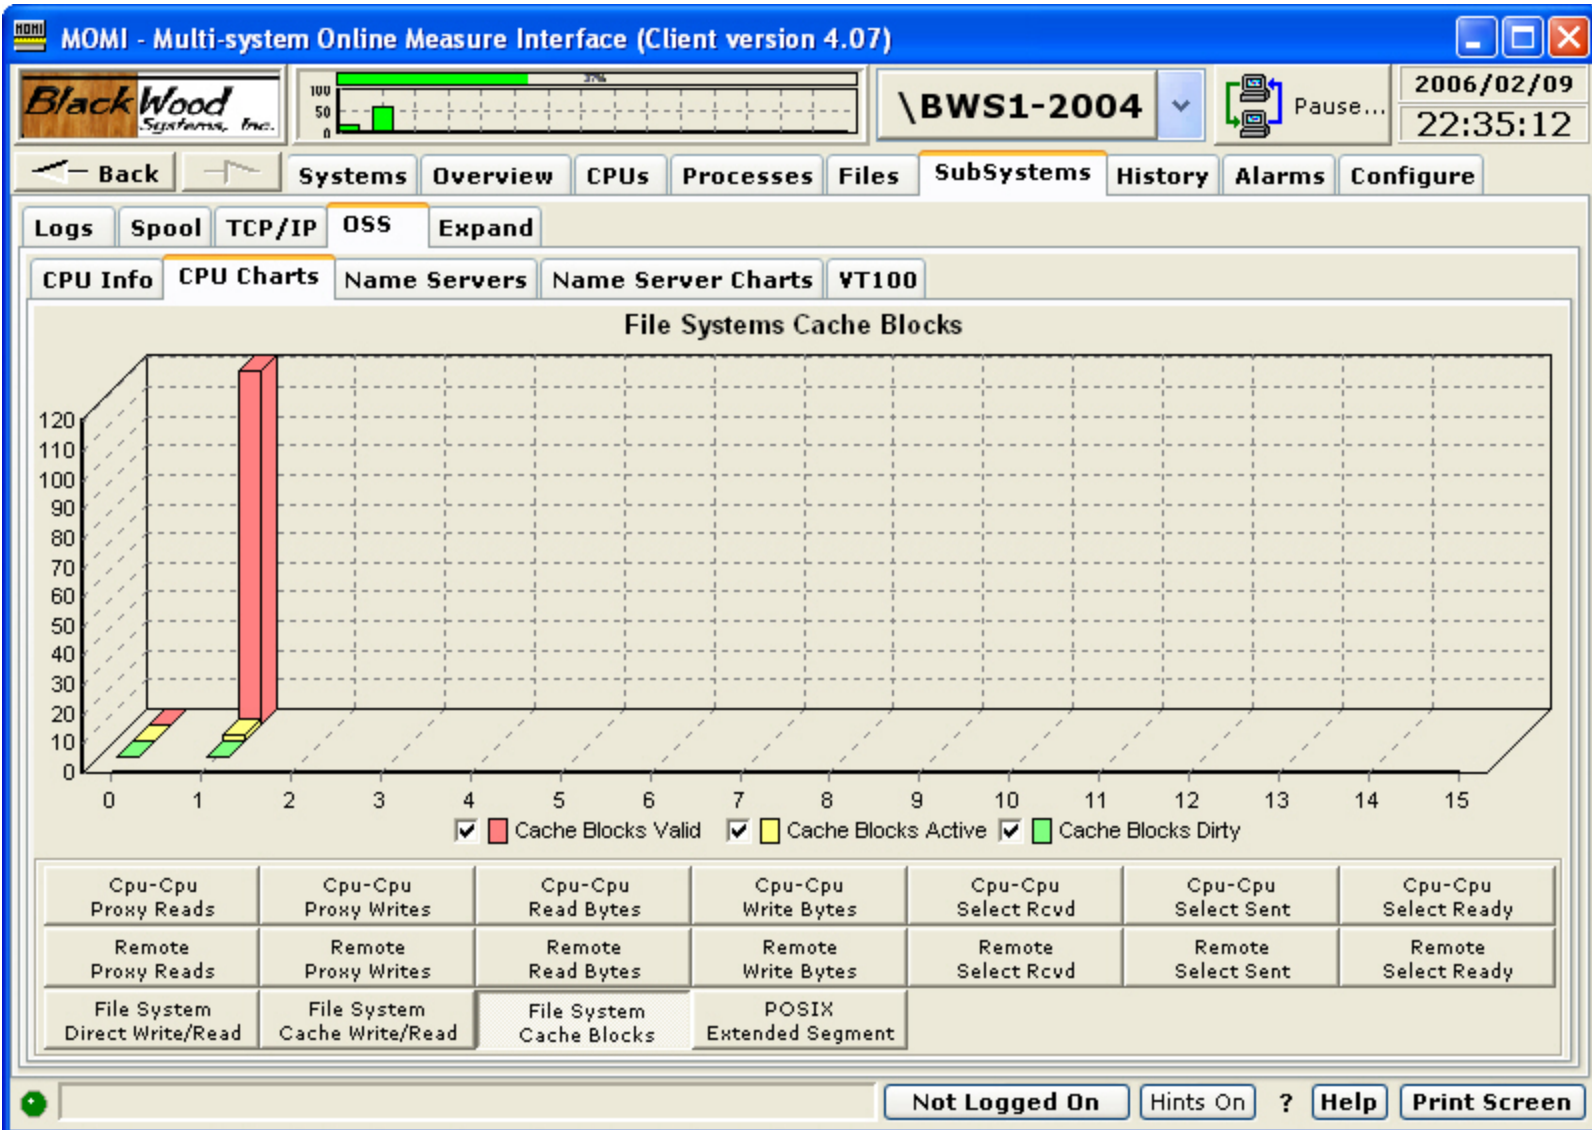 MOMI
MOMI - Multi-system Online Measure Interface (Client version 4.07)
BlackWood
Systems, Inc.
37%
100
50
0
\BWS1-2004
Pause...
2006/02/09
22:35:12
Back
Systems
Overview
CPUs
Processes
Files
SubSystems
History
Alarms
Configure
Logs
Spool
TCP/IP
OSS
Expand
CPU Info
CPU Charts
Name Servers
Name Server Charts
VT100
File Systems Cache Blocks
120
110
100
90
80
70
60
50
40
30
20
10
0
0 1 2 3 4 5 6 7 8 9 10 11 12 13 14 15
Cache Blocks Valid
Cache Blocks Active
Cache Blocks Dirty
Cpu-Cpu
Proxy Reads
Cpu-Cpu
Proxy Writes
Cpu-Cpu
Read Bytes
Cpu-Cpu
Write Bytes
Cpu-Cpu
Select Rcvd
Cpu-Cpu
Select Sent
Cpu-Cpu
Select Ready
Remote
Proxy Reads
Remote
Proxy Writes
Remote
Read Bytes
Remote
Write Bytes
Remote
Select Rcvd
Remote
Select Sent
Remote
Select Ready
File System
Direct Write/Read
File System
Cache Write/Read
File System
Cache Blocks
POSIX
Extended Segment
Not Logged On
Hints On
?
Help
Print Screen